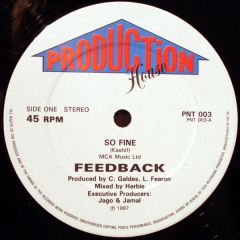 PRODUCTION
House
SIDE ONE STEREO
45 RPM
PNT 003
PNT 003-A
SO FINE
(Kashif)
MCA Music Ltd
FEEDBACK
Produced by C. Galdes, L. Fearon
Mixed by Herbie
Executive Producers:
Jago & Jamal
℗ 1987